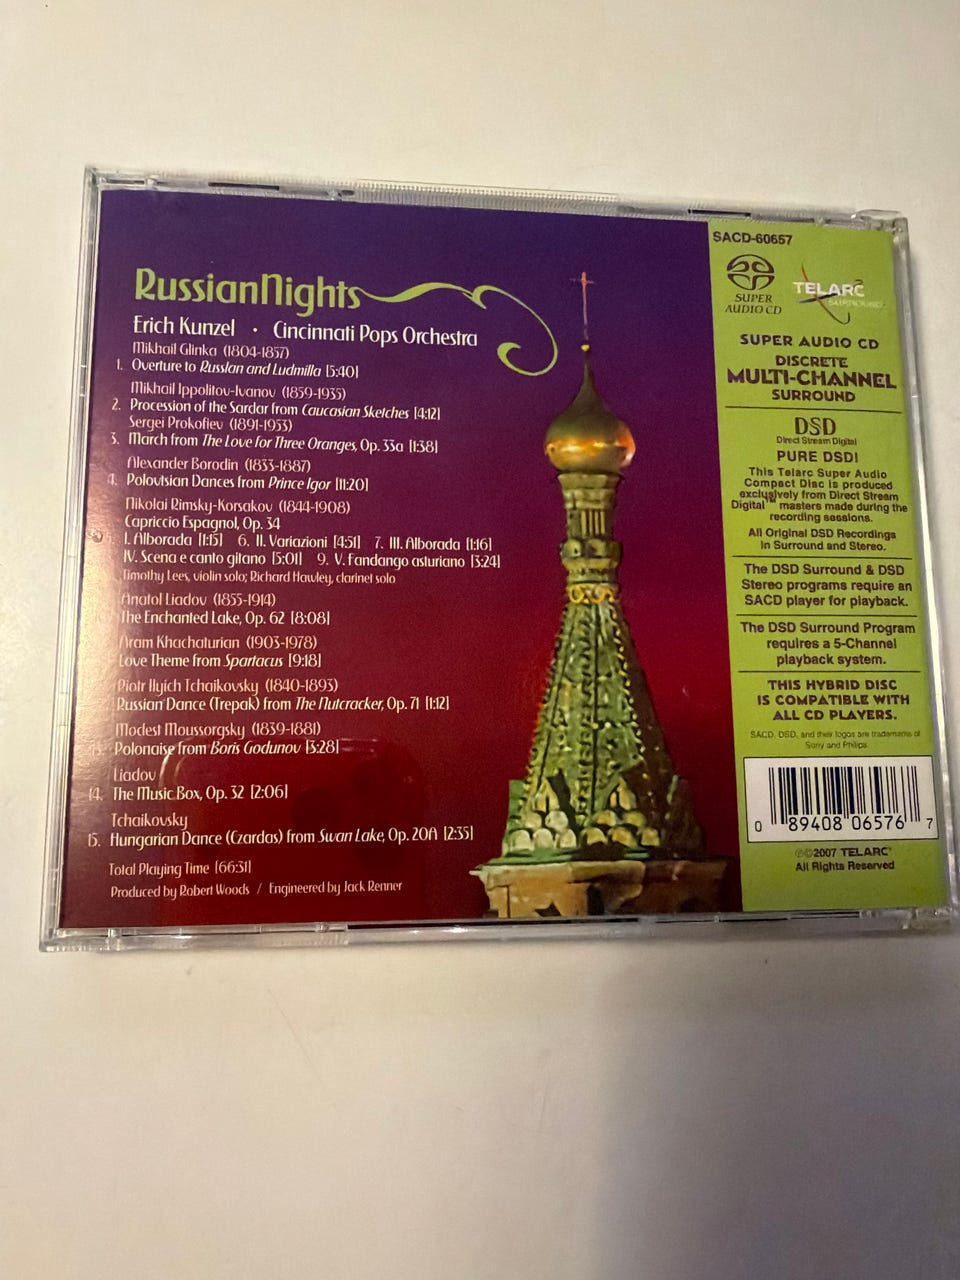 RussianNights
Erich Kunzel • Cincinnati Pops Orchestra
Mikhail Glinka (1804-1857)
1. Overture to Russlan and Ludmilla [5:40]
Mikhail Ippolitov-Ivanov (1859-1935)
2. Procession of the Sardar from Caucasian Sketches [4:12]
Sergei Prokofiev (1891-1953)
3. March from The Love for Three Oranges, Op. 33a [1:38]
Alexander Borodin (1833-1887)
4. Polovtsian Dances from Prince Igor [11:20]
Nikolai Rimsky-Korsakov (1844-1908)
Capriccio Espagnol, Op. 34
I. Alborada [1:15] 6. II. Variazioni [4:51] 7. III. Alborada [1:16]
IV. Scena e canto gitano [5:01] 9. V. Fandango asturiano [3:24]
Timothy Lees, violin solo; Richard Hawley, clarinet solo
Anatol Liadov (1855-1914)
The Enchanted Lake, Op. 62 [8:08]
Aram Khachaturian (1903-1978)
Love Theme from Spartacus [9:18]
Piotr Ilyich Tchaikovsky (1840-1893)
Russian Dance (Trepak) from The Nutcracker, Op. 71 [1:12]
Modest Moussorgsky (1839-1881)
13. Polonaise from Boris Godunov [3:28]
Liadov
14. The Music Box, Op. 32 [2:06]
Tchaikovsky
15. Hungarian Dance (Czardas) from Swan Lake, Op. 20A [2:35]
Total Playing Time [66:31]
Produced by Robert Woods / Engineered by Jack Renner
SACD-60657
SUPER AUDIO CD
TELARC
SURROUND
SUPER AUDIO CD
DISCRETE
MULTI-CHANNEL
SURROUND
DSD
Direct Stream Digital
PURE DSD!
This Telarc Super Audio
Compact Disc is produced
exclusively from Direct Stream
Digital™ masters made during the
recording sessions.
All Original DSD Recordings
in Surround and Stereo.
The DSD Surround & DSD
Stereo programs require an
SACD player for playback.
The DSD Surround Program
requires a 5-Channel
playback system.
THIS HYBRID DISC
IS COMPATIBLE WITH
ALL CD PLAYERS.
SACD, DSD, and their logos are trademarks of
Sony and Philips.
0 89408 06576 7
℗©2007 TELARC®
All Rights Reserved